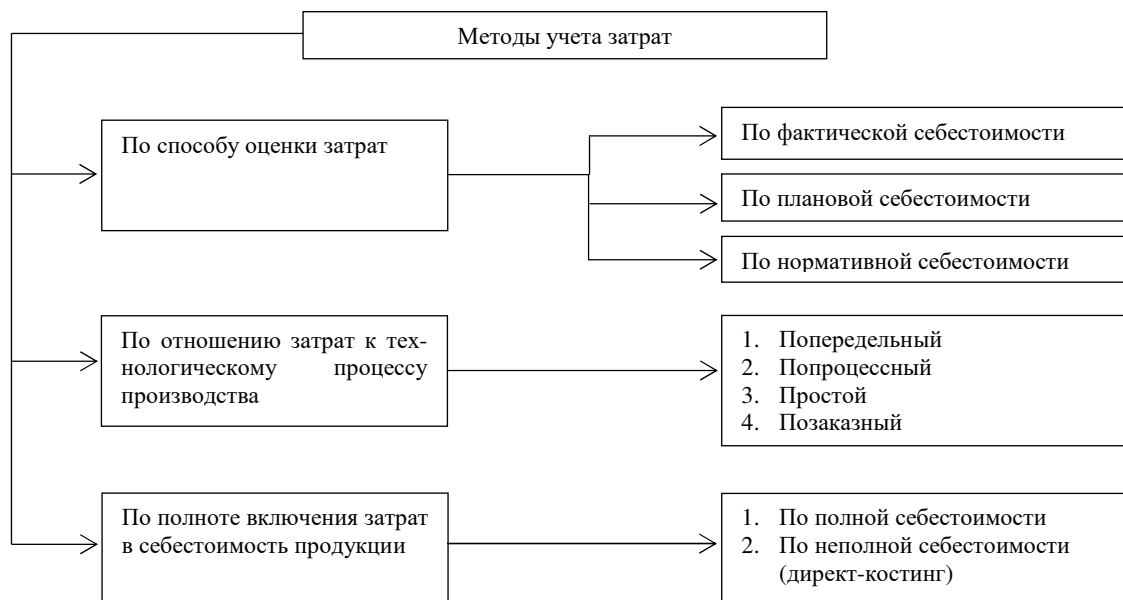 Методы учета затрат
По способу оценки затрат
По фактической себестоимости
По плановой себестоимости
По нормативной себестоимости
По отношению затрат к тех-
нологическому процессу
производства
1. Попередельный
2. Попроцессный
3. Простой
4. Позаказный
По полноте включения затрат
в себестоимость продукции
1. По полной себестоимости
2. По неполной себестоимости
(директ-костинг)